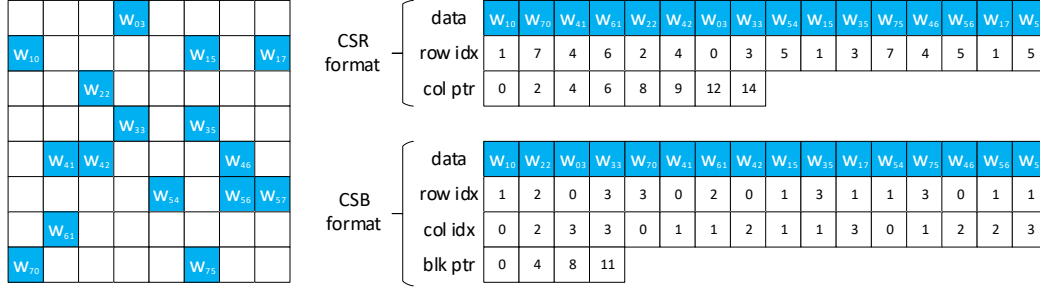 W03
W10 W15 W17
W22
W33 W35
W41 W42 W46
W54 W56 W57
W61
W70 W75
CSR
format
data W10 W70 W41 W61 W22 W42 W03 W33 W54 W15 W35 W75 W46 W56 W17 W5
row idx 1 7 4 6 2 4 0 3 5 1 3 7 4 5 1 5
col ptr 0 2 4 6 8 9 12 14
CSB
format
data W10 W22 W03 W33 W70 W41 W61 W42 W15 W35 W17 W54 W75 W46 W56 W5
row idx 1 2 0 3 3 0 2 0 1 3 1 1 3 0 1 1
col idx 0 2 3 3 0 1 1 2 1 1 3 0 1 2 2 3
blk ptr 0 4 8 11